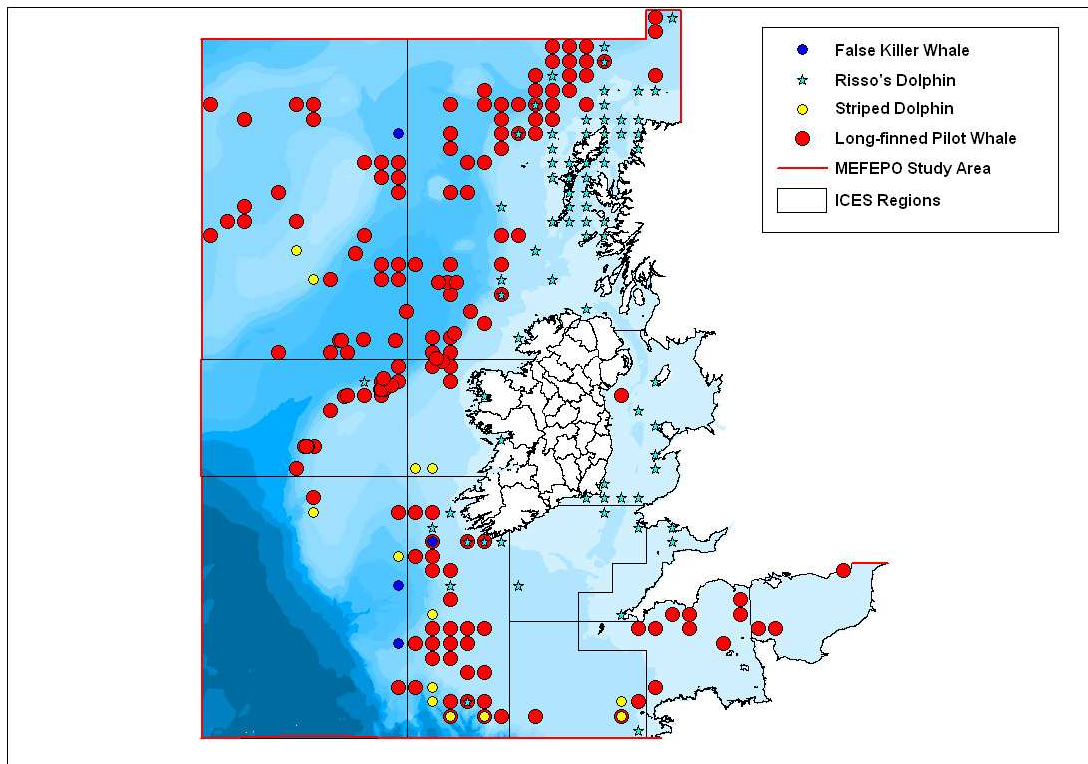 False Killer Whale
Risso's Dolphin
Striped Dolphin
Long-finned Pilot Whale
MEFEPO Study Area
ICES Regions